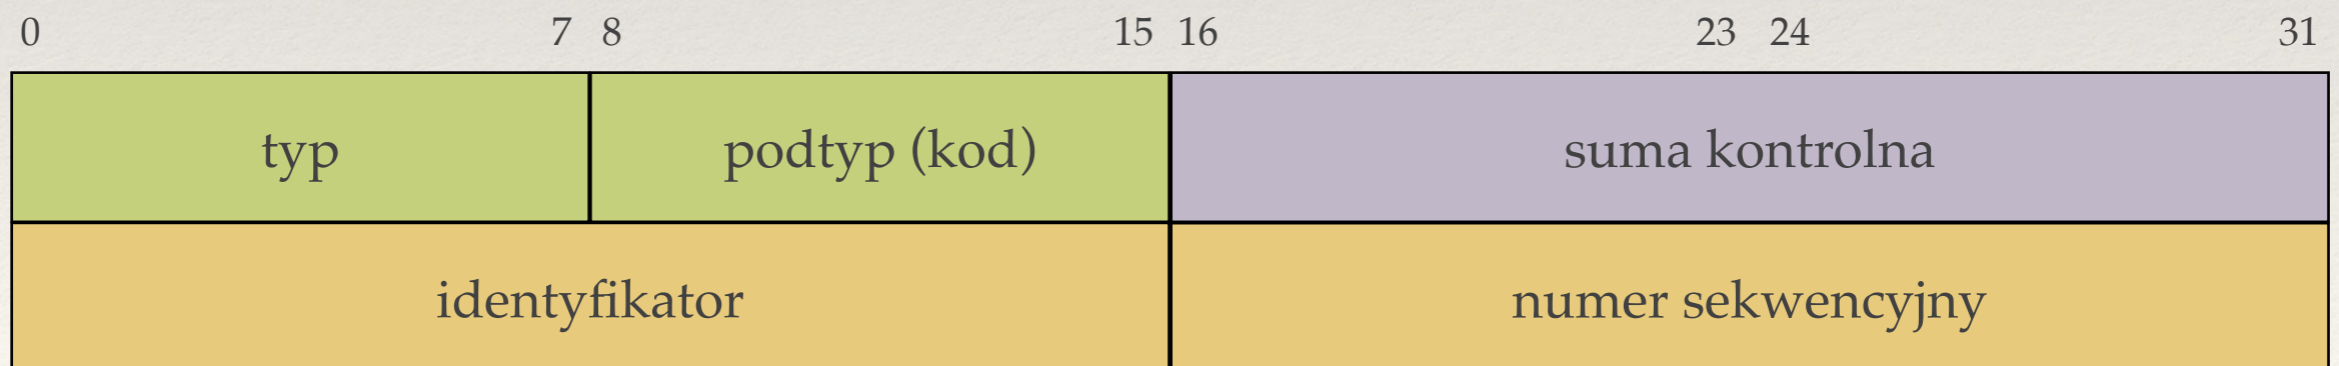 0 7 8 15 16 23 24 31
typ podtyp (kod) suma kontrolna
identyfikator numer sekwencyjny